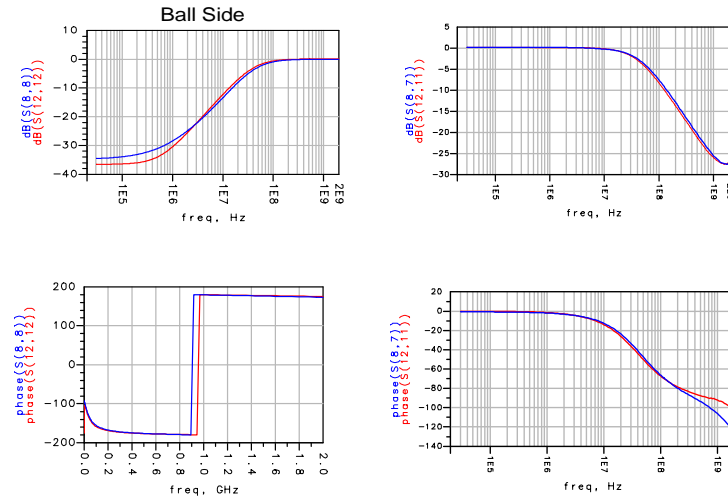 Ball Side
dB(S(8,8))
dB(S(12,12))
10
0
-10
-20
-30
-40
1E5
1E6
1E7
1E8
1E9
2E9
freq, Hz
dB(S(8,7))
dB(S(12,11))
5
0
-5
-10
-15
-20
-25
-30
1E5
1E6
1E7
1E8
1E9
freq, Hz
phase(S(8,8))
phase(S(12,12))
200
100
0
-100
-200
0.0
0.2
0.4
0.6
0.8
1.0
1.2
1.4
1.6
1.8
2.0
freq, GHz
phase(S(8,7))
phase(S(12,11))
20
0
-20
-40
-60
-80
-100
-120
-140
1E5
1E6
1E7
1E8
1E9
freq, Hz